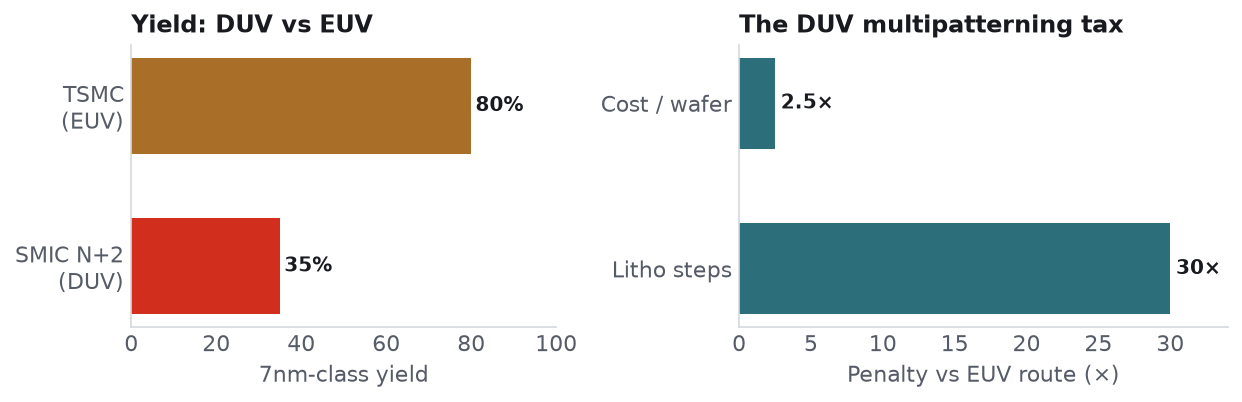 Yield: DUV vs EUV
TSMC
(EUV)
80%
SMIC N+2
(DUV)
35%
0 20 40 60 80 100
7nm-class yield
The DUV multipatterning tax
Cost / wafer
2.5×
Litho steps
30×
0 5 10 15 20 25 30
Penalty vs EUV route (×)